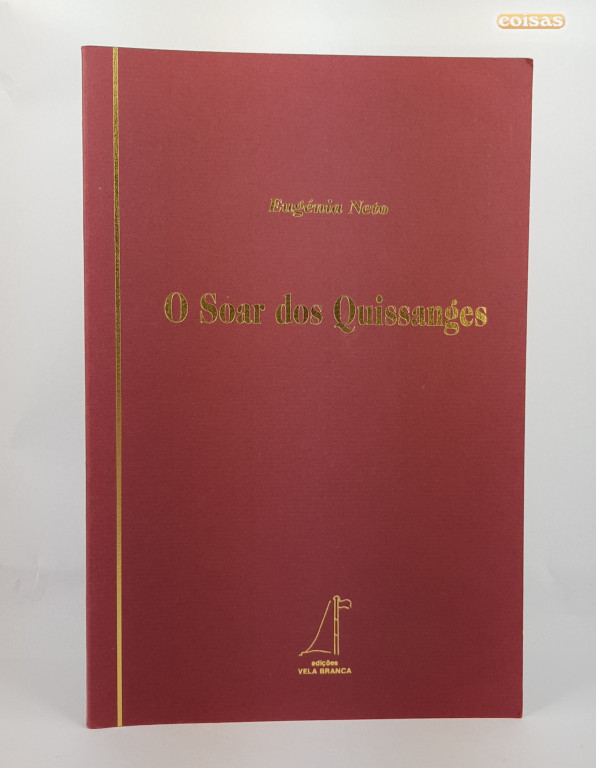 coisas
Eugénia Neto
O Soar dos Quissanges
edições
VELA BRANCA